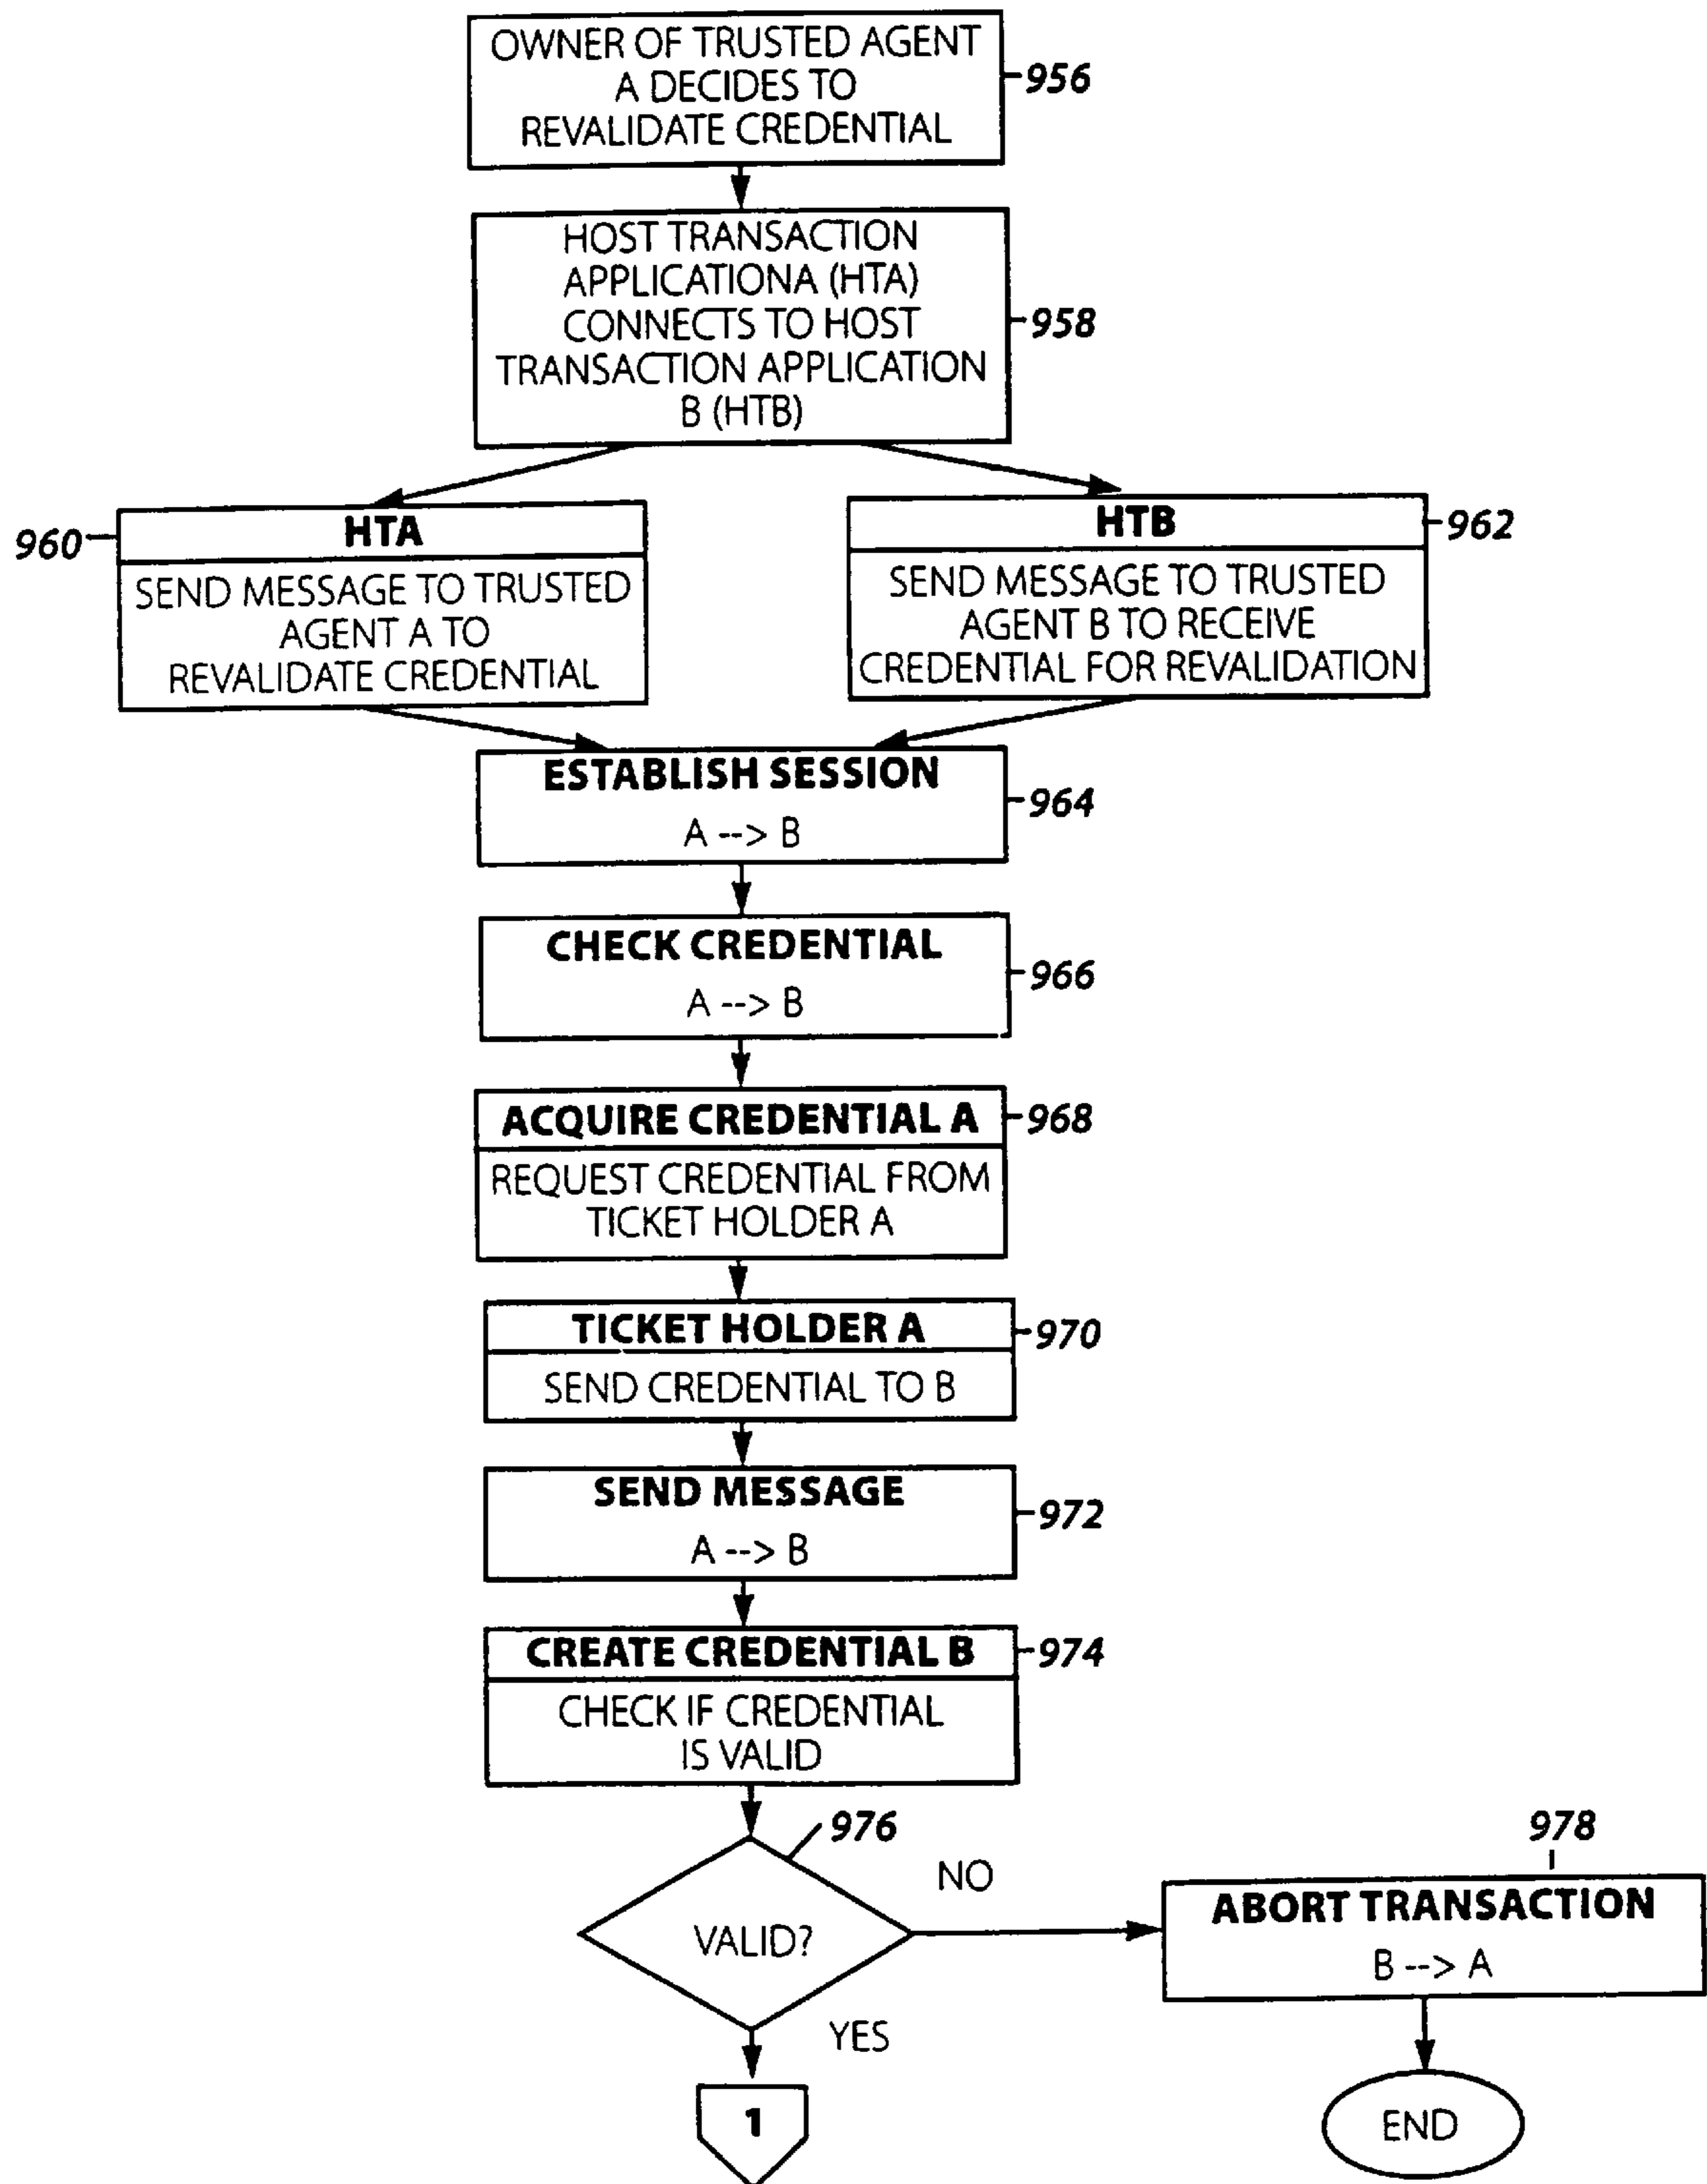 OWNER OF TRUSTED AGENT
A DECIDES TO
REVALIDATE CREDENTIAL
956
HOST TRANSACTION
APPLICATIONA (HTA)
CONNECTS TO HOST
TRANSACTION APPLICATION
B (HTB)
958
960
HTA
SEND MESSAGE TO TRUSTED
AGENT A TO
REVALIDATE CREDENTIAL
HTB
962
SEND MESSAGE TO TRUSTED
AGENT B TO RECEIVE
CREDENTIAL FOR REVALIDATION
ESTABLISH SESSION
A --> B
964
CHECK CREDENTIAL
A --> B
966
ACQUIRE CREDENTIAL A
968
REQUEST CREDENTIAL FROM
TICKET HOLDER A
TICKET HOLDER A
970
SEND CREDENTIAL TO B
SEND MESSAGE
A --> B
972
CREATE CREDENTIAL B
974
CHECK IF CREDENTIAL
IS VALID
976
VALID?
NO
978
ABORT TRANSACTION
B --> A
YES
1
END